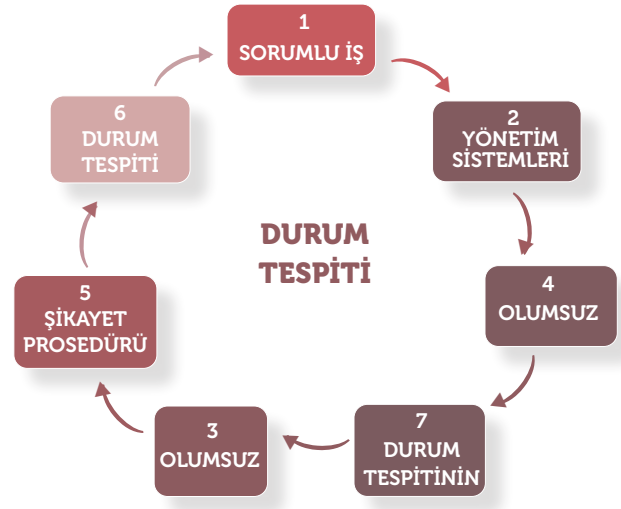 1
SORUMLU İŞ
2
YÖNETİM
SİSTEMLERİ
4
OLUMSUZ
7
DURUM
TESPİTİNİN
3
OLUMSUZ
5
ŞİKAYET
PROSEDÜRÜ
6
DURUM
TESPİTİ
DURUM
TESPİTİ